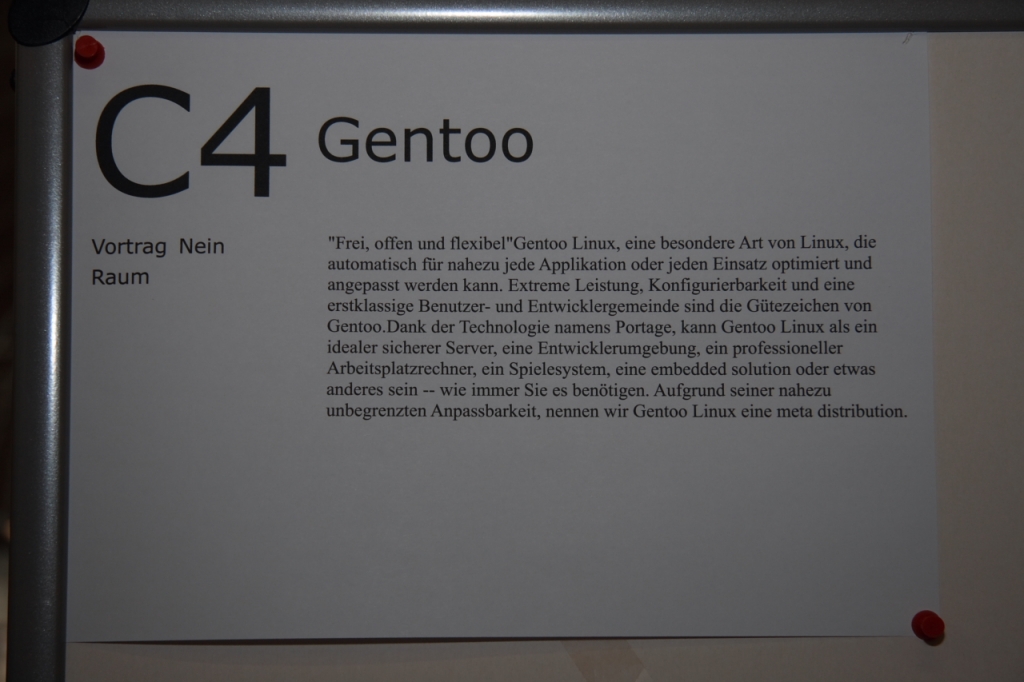 C4 Gentoo
Vortrag Nein
Raum
"Frei, offen und flexibel"Gentoo Linux, eine besondere Art von Linux, die
automatisch für nahezu jede Applikation oder jeden Einsatz optimiert und
angepasst werden kann. Extreme Leistung, Konfigurierbarkeit und eine
erstklassige Benutzer- und Entwicklergemeinde sind die Gütezeichen von
Gentoo.Dank der Technologie namens Portage, kann Gentoo Linux als ein
idealer sicherer Server, eine Entwicklerumgebung, ein professioneller
Arbeitsplatzrechner, ein Spielesystem, eine embedded solution oder etwas
anderes sein -- wie immer Sie es benötigen. Aufgrund seiner nahezu
unbegrenzten Anpassbarkeit, nennen wir Gentoo Linux eine meta distribution.